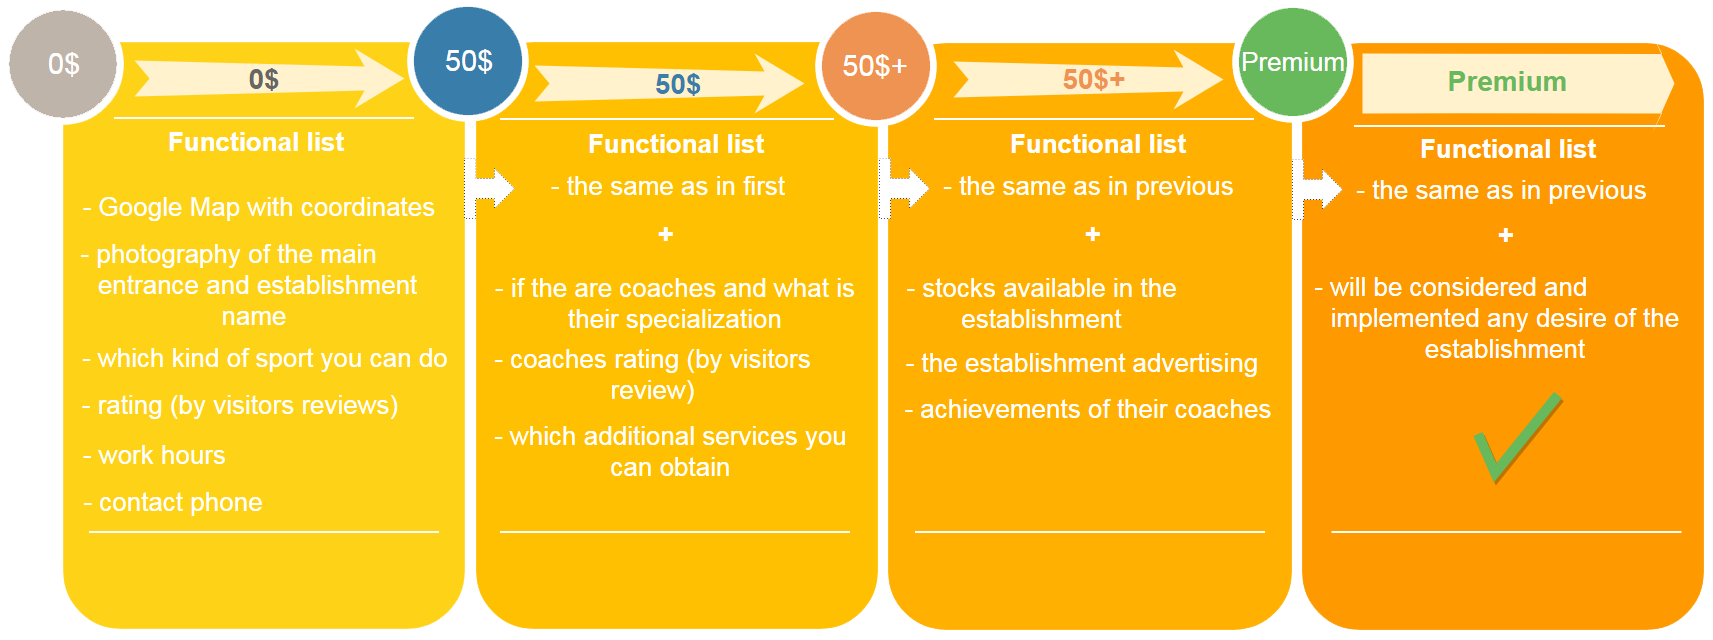 0$
0$
Functional list
- Google Map with coordinates
- photography of the main
entrance and establishment
name
- which kind of sport you can do
- rating (by visitors reviews)
- work hours
- contact phone
50$
50$
Functional list
- the same as in first
+
- if the are coaches and what is
their specialization
- coaches rating (by visitors
review)
- which additional services you
can obtain
50$+
50$+
Functional list
- the same as in previous
+
- stocks available in the
establishment
- the establishment advertising
- achievements of their coaches
Premium
Premium
Functional list
- the same as in previous
+
- will be considered and
implemented any desire of the
establishment